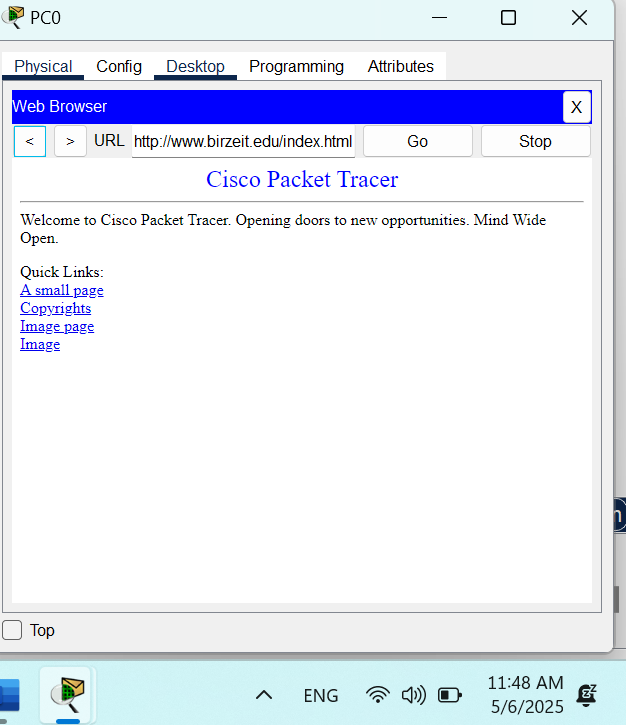 PC0
Physical Config Desktop Programming Attributes
Web Browser
X
< > URL http://www.birzeit.edu/index.html Go Stop
Cisco Packet Tracer
Welcome to Cisco Packet Tracer. Opening doors to new opportunities. Mind Wide
Open.
Quick Links:
A small page
Copyrights
Image page
Image
Top
ENG
11:48 AM
5/6/2025